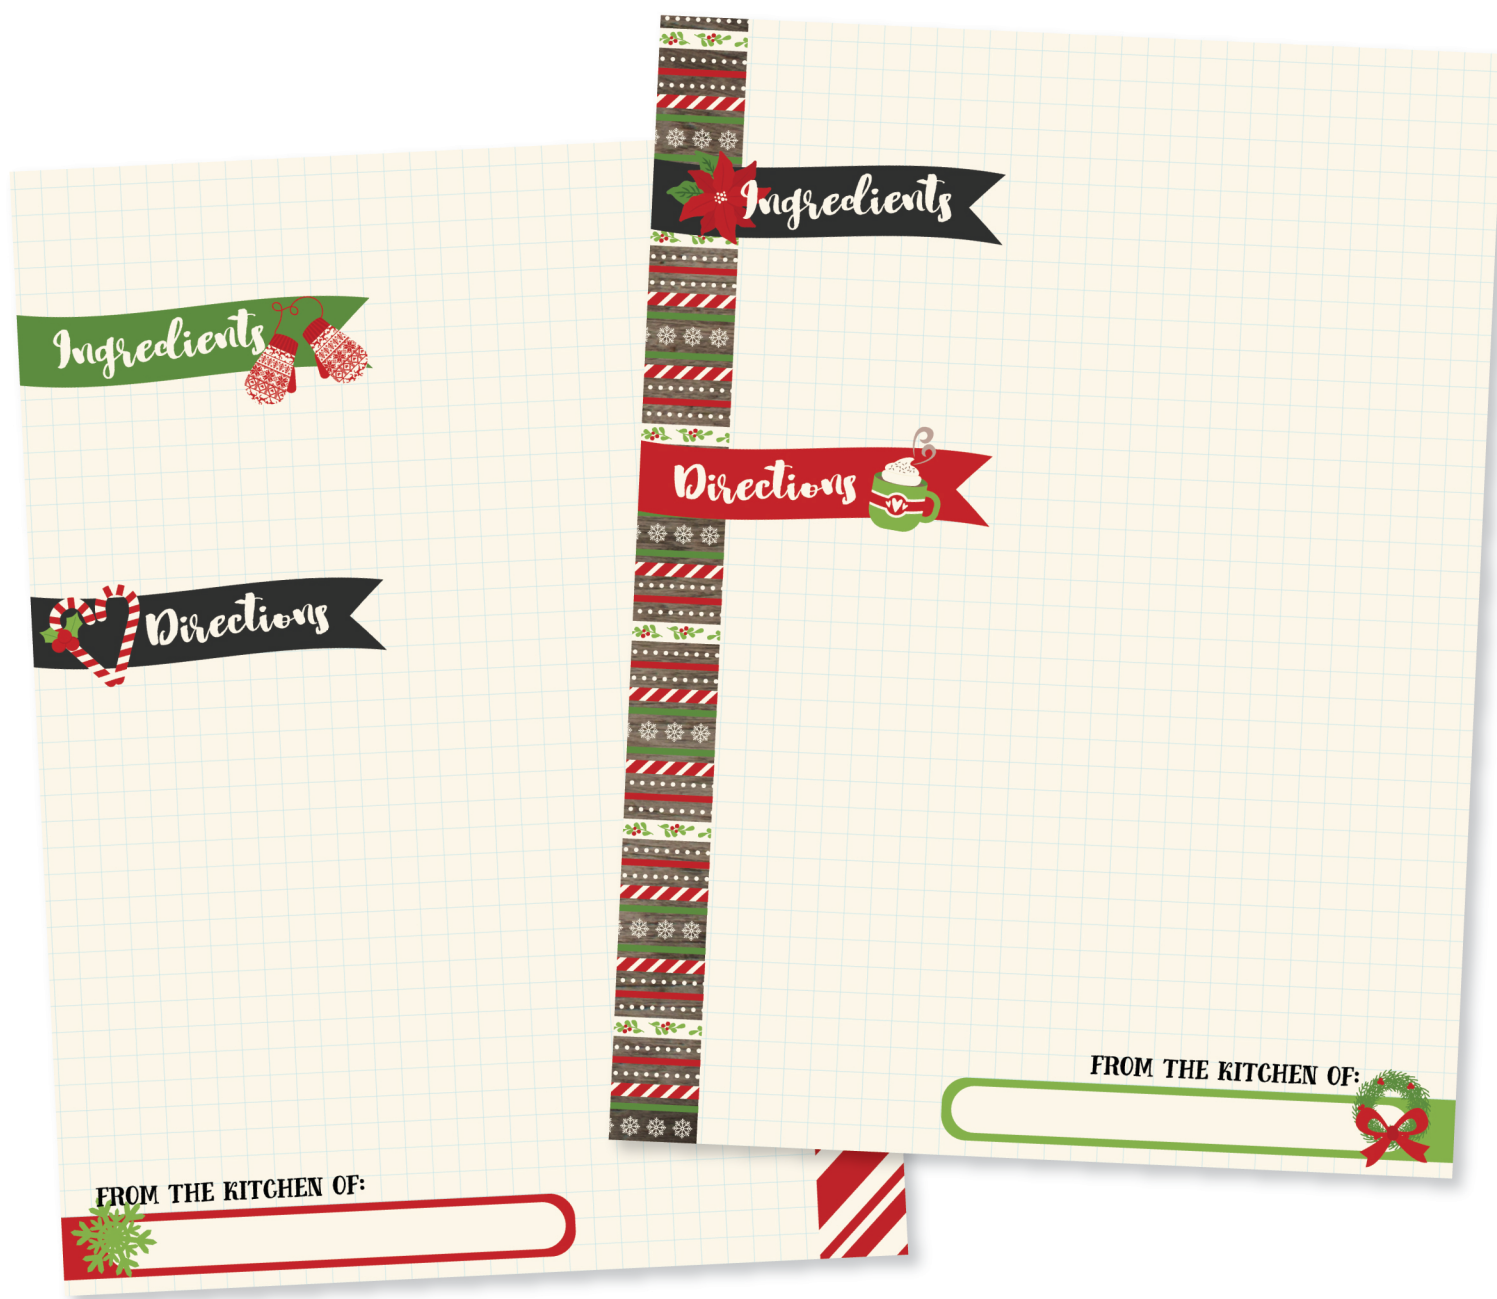 Ingredients
Directions
FROM THE KITCHEN OF:
Ingredients
Directions
FROM THE KITCHEN OF: